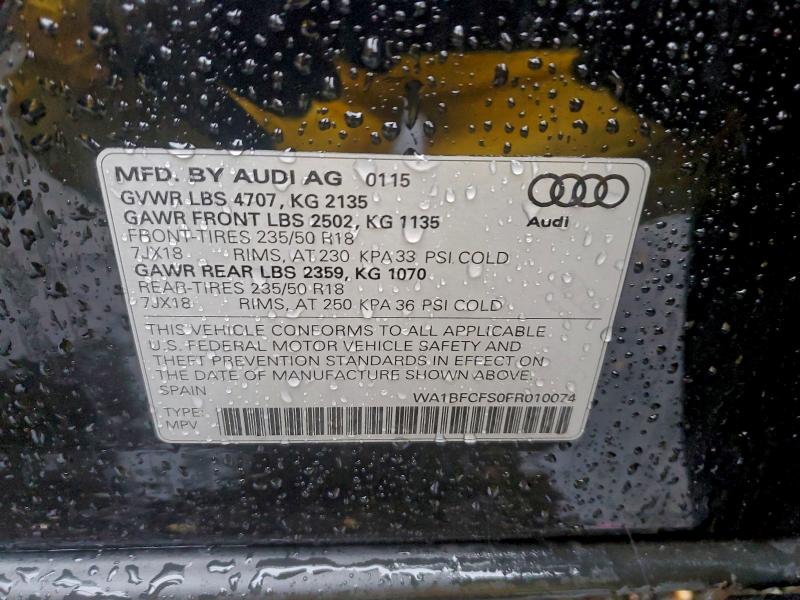 MFD. BY AUDI AG 0115
GVWR LBS 4707, KG 2135
GAWR FRONT LBS 2502, KG 1135
FRONT-TIRES 235/50 R18
7JX18 RIMS, AT 230 KPA 33 PSI COLD
GAWR REAR LBS 2359, KG 1070
REAR-TIRES 235/50 R18
7JX18 RIMS, AT 250 KPA 36 PSI COLD
Audi
THIS VEHICLE CONFORMS TO ALL APPLICABLE
U.S. FEDERAL MOTOR VEHICLE SAFETY AND
THEFT PREVENTION STANDARDS IN EFFECT ON
THE DATE OF MANUFACTURE SHOWN ABOVE.
SPAIN
WA1BFCFS0FR010074
TYPE:
MPV